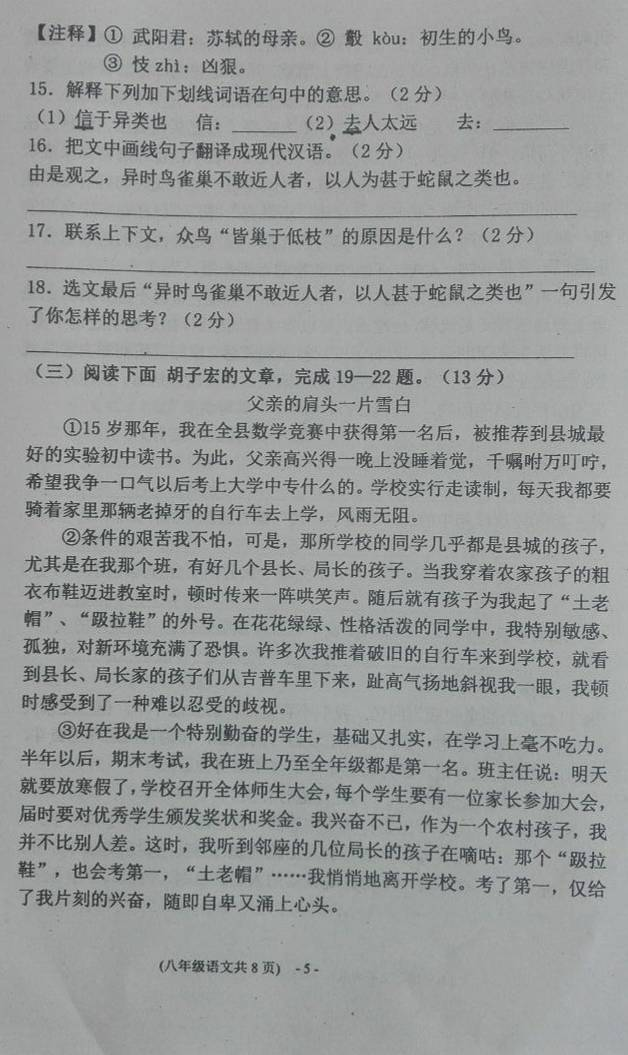 【注释】① 武阳君：苏轼的母亲。② 鷇 kòu：初生的小鸟。
③ 忮 zhì：凶狠。
15．解释下列加下划线词语在句中的意思。（2 分）
（1）信于异类也 信：______（2）去人太远 去：______
16．把文中画线句子翻译成现代汉语。（2 分）
由是观之，异时鸟雀巢不敢近人者，以人为甚于蛇鼠之类也。
17．联系上下文，众鸟“皆巢于低枝”的原因是什么？（2 分）
18．选文最后“异时鸟雀巢不敢近人者，以人甚于蛇鼠之类也”一句引发
了你怎样的思考？（2 分）
（三）阅读下面 胡子宏的文章，完成 19—22 题。（13 分）
父亲的肩头一片雪白
①15 岁那年，我在全县数学竞赛中获得第一名后，被推荐到县城最
好的实验初中读书。为此，父亲高兴得一晚上没睡着觉，千嘱咐万叮咛，
希望我争一口气以后考上大学中专什么的。学校实行走读制，每天我都要
骑着家里那辆老掉牙的自行车去上学，风雨无阻。
②条件的艰苦我不怕，可是，那所学校的同学几乎都是县城的孩子，
尤其是在我那个班，有好几个县长、局长的孩子。当我穿着农家孩子的粗
衣布鞋迈进教室时，顿时传来一阵哄笑声。随后就有孩子为我起了“土老
帽”、“趿拉鞋”的外号。在花花绿绿、性格活泼的同学中，我特别敏感、
孤独，对新环境充满了恐惧。许多次我推着破旧的自行车来到学校，就看
到县长、局长家的孩子们从吉普车里下来，趾高气扬地斜视我一眼，我顿
时感受到了一种难以忍受的歧视。
③好在我是一个特别勤奋的学生，基础又扎实，在学习上毫不吃力。
半年以后，期末考试，我在班上乃至全年级都是第一名。班主任说：明天
就要放寒假了，学校召开全体师生大会，每个学生要有一位家长参加大会，
届时要对优秀学生颁发奖状和奖金。我兴奋不已，作为一个农村孩子，我
并不比别人差。这时，我听到邻座的几位局长的孩子在嘀咕：那个“趿拉
鞋”，也会考第一，“土老帽”……我悄悄地离开学校。考了第一，仅给
了我片刻的兴奋，随即自卑又涌上心头。
(八年级语文共 8 页) - 5 -